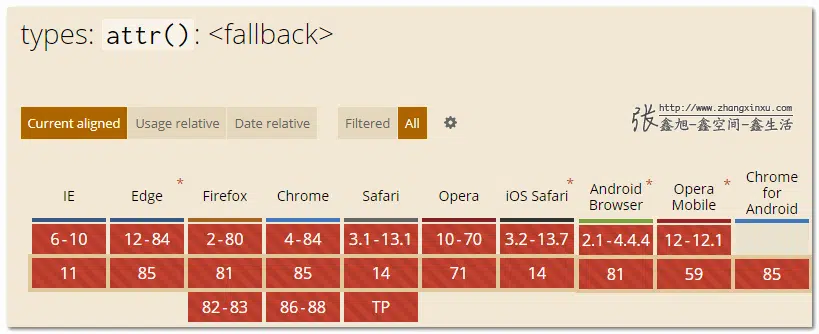 types: attr(): <fallback>
Current aligned Usage relative Date relative Filtered All
http://www.zhangxinxu.com
张鑫旭-鑫空间-鑫生活
IE Edge * Firefox Chrome Safari Opera iOS Safari * Android Browser * Opera Mobile * Chrome for Android
6-10 12-84 2-80 4-84 3.1-13.1 10-70 3.2-13.7 2.1-4.4.4 12-12.1
11 85 81 85 14 71 14 81 59 85
82-83 86-88 TP